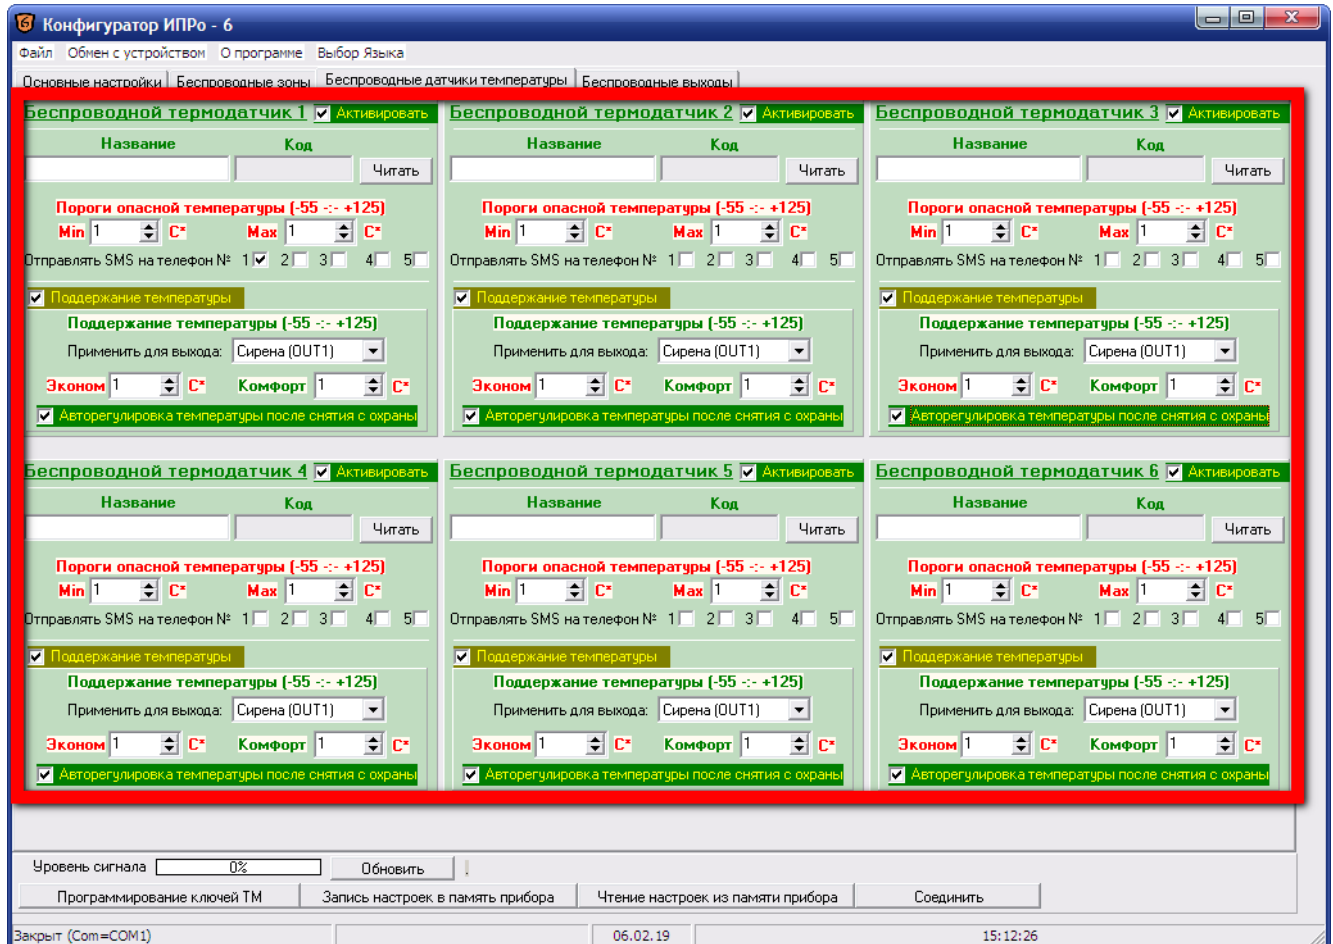 Конфигуратор ИПРо - 6
Файл Обмен с устройством О программе Выбор Языка
Основные настройки Беспроводные зоны Беспроводные датчики температуры Беспроводные выходы
Беспроводной термодатчик 1 Активировать Беспроводной термодатчик 2 Активировать Беспроводной термодатчик 3 Активировать
Название Код Название Код Название Код
Читать Читать Читать
Пороги опасной температуры (-55 -:- +125) Пороги опасной температуры (-55 -:- +125) Пороги опасной температуры (-55 -:- +125)
Min 1 C* Max 1 C* Min 1 C* Max 1 C* Min 1 C* Max 1 C*
Отправлять SMS на телефон № 1 2 3 4 5 Отправлять SMS на телефон № 1 2 3 4 5 Отправлять SMS на телефон № 1 2 3 4 5
Поддержание температуры Поддержание температуры Поддержание температуры
Поддержание температуры (-55 -:- +125) Поддержание температуры (-55 -:- +125) Поддержание температуры (-55 -:- +125)
Применить для выхода: Сирена (OUT1) Применить для выхода: Сирена (OUT1) Применить для выхода: Сирена (OUT1)
Эконом 1 C* Комфорт 1 C* Эконом 1 C* Комфорт 1 C* Эконом 1 C* Комфорт 1 C*
Авторегулировка температуры после снятия с охраны Авторегулировка температуры после снятия с охраны Авторегулировка температуры после снятия с охраны
Беспроводной термодатчик 4 Активировать Беспроводной термодатчик 5 Активировать Беспроводной термодатчик 6 Активировать
Название Код Название Код Название Код
Читать Читать Читать
Пороги опасной температуры (-55 -:- +125) Пороги опасной температуры (-55 -:- +125) Пороги опасной температуры (-55 -:- +125)
Min 1 C* Max 1 C* Min 1 C* Max 1 C* Min 1 C* Max 1 C*
Отправлять SMS на телефон № 1 2 3 4 5 Отправлять SMS на телефон № 1 2 3 4 5 Отправлять SMS на телефон № 1 2 3 4 5
Поддержание температуры Поддержание температуры Поддержание температуры
Поддержание температуры (-55 -:- +125) Поддержание температуры (-55 -:- +125) Поддержание температуры (-55 -:- +125)
Применить для выхода: Сирена (OUT1) Применить для выхода: Сирена (OUT1) Применить для выхода: Сирена (OUT1)
Эконом 1 C* Комфорт 1 C* Эконом 1 C* Комфорт 1 C* Эконом 1 C* Комфорт 1 C*
Авторегулировка температуры после снятия с охраны Авторегулировка температуры после снятия с охраны Авторегулировка температуры после снятия с охраны
Уровень сигнала 0% Обновить .
Программирование ключей ТМ Запись настроек в память прибора Чтение настроек из памяти прибора Соединить
Закрыт (Com=COM1) 06.02.19 15:12:26